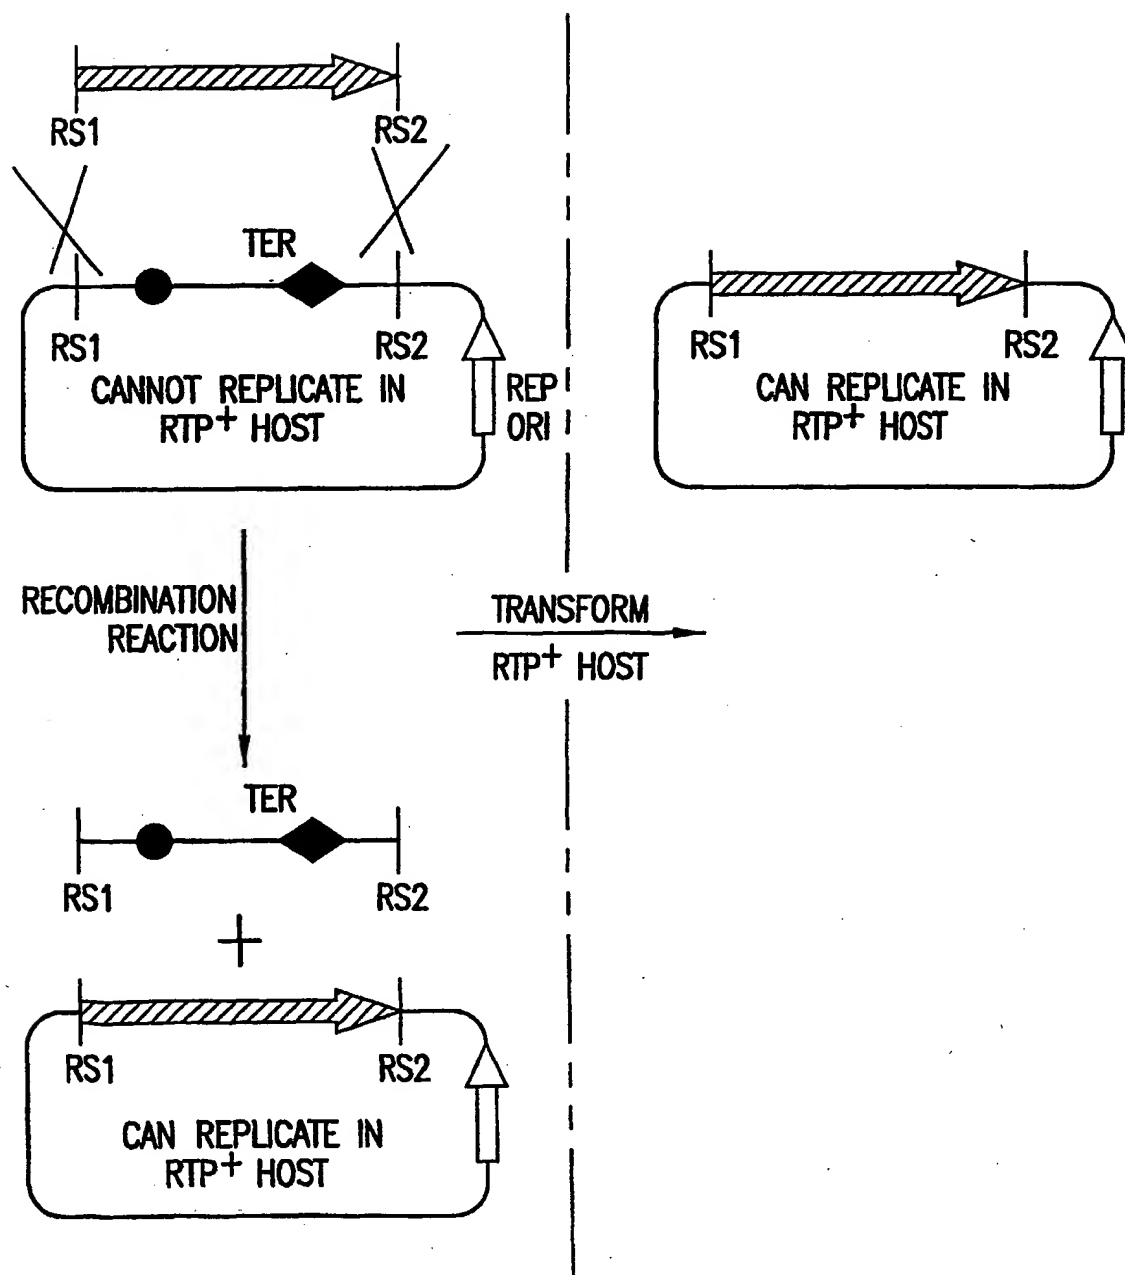 RS1 RS2
TER
RS1 RS2
CANNOT REPLICATE IN
RTP+ HOST
REP
ORI
RS1 RS2
CAN REPLICATE IN
RTP+ HOST
RECOMBINATION
REACTION
TRANSFORM
RTP+ HOST
TER
RS1 RS2
+
RS1 RS2
CAN REPLICATE IN
RTP+ HOST